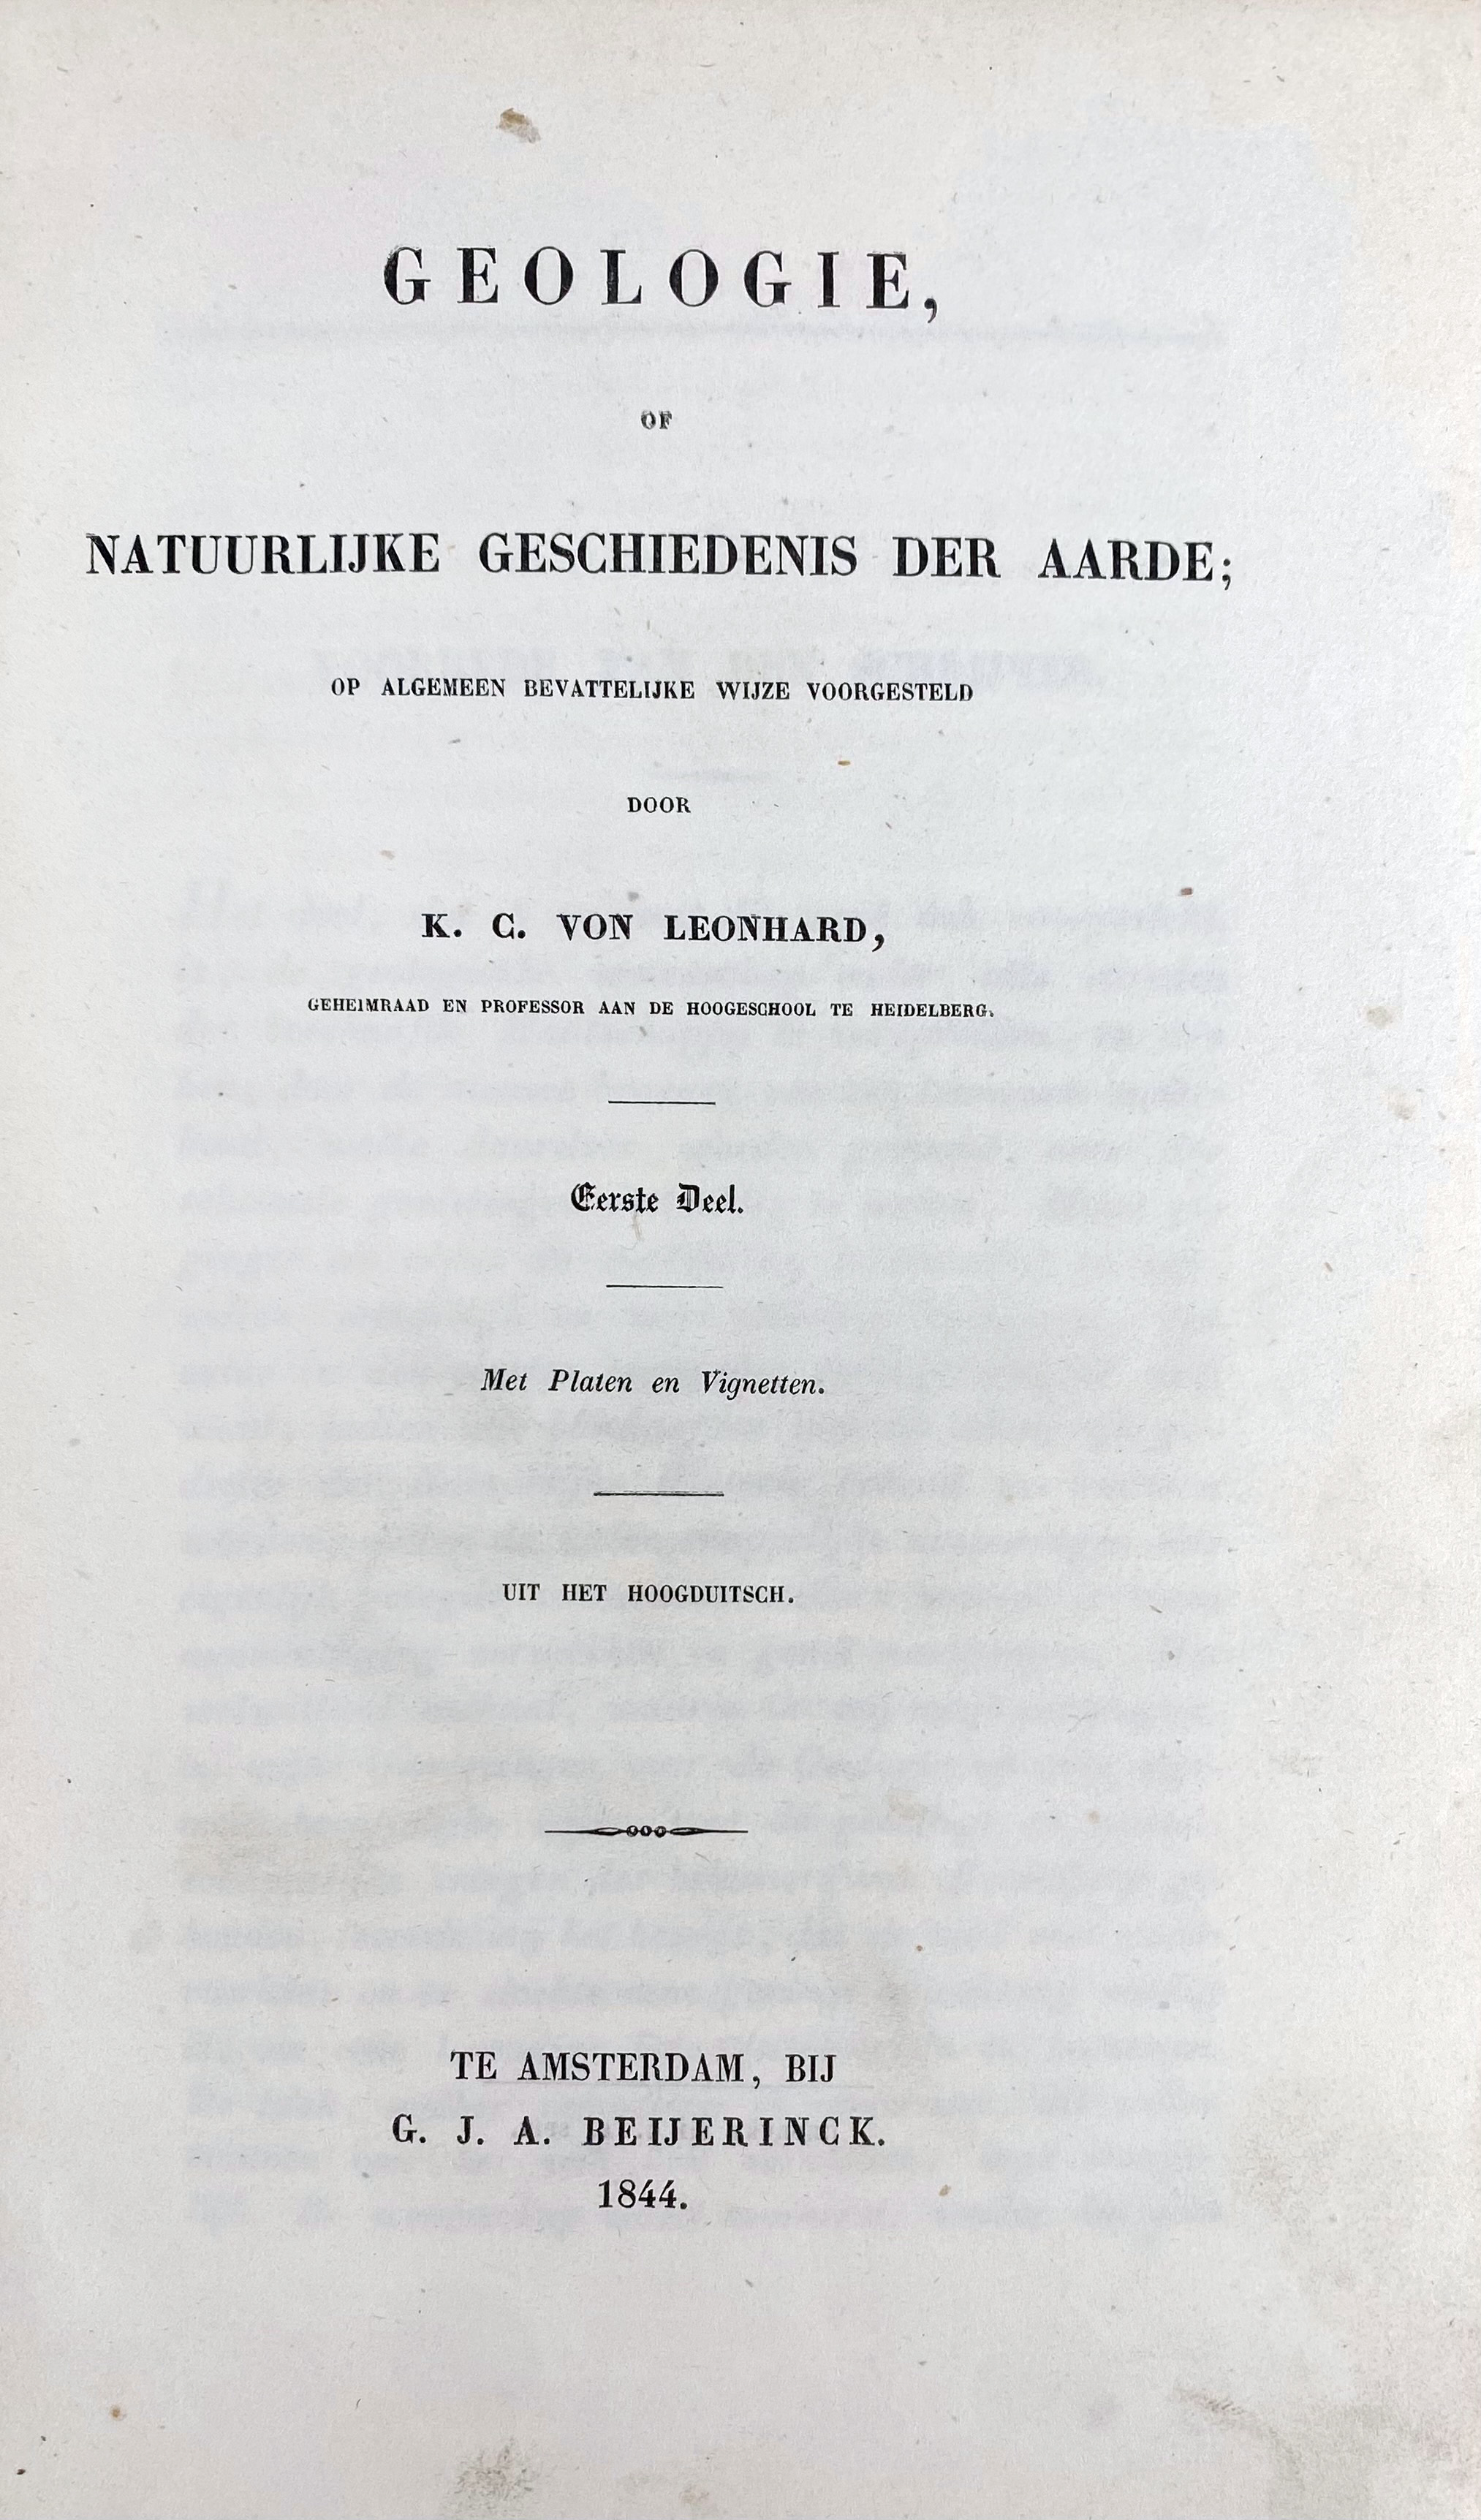 GEOLOGIE,
OF
NATUURLIJKE GESCHIEDENIS DER AARDE;
OP ALGEMEEN BEVATTELIJKE WIJZE VOORGESTELD
DOOR
K. C. VON LEONHARD,
GEHEIMRAAD EN PROFESSOR AAN DE HOOGESCHOOL TE HEIDELBERG.
Eerste Deel.
Met Platen en Vignetten.
UIT HET HOOGDUITSCH.
TE AMSTERDAM, BIJ
G. J. A. BEIJERINCK.
1844.